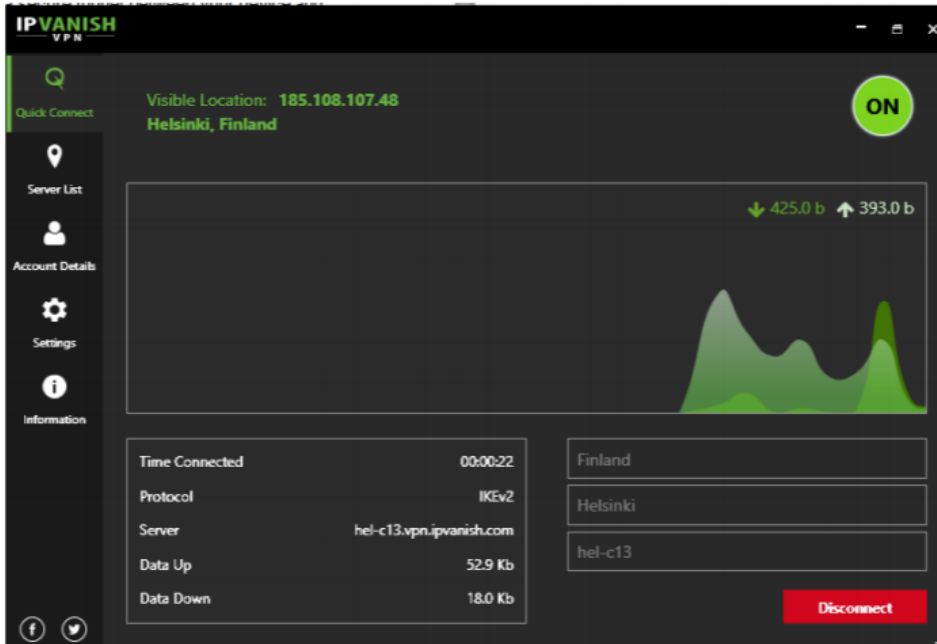 IPVANISH
VPN
Quick Connect
Server List
Account Details
Settings
Information
Visible Location: 185.108.107.48
Helsinki, Finland
ON
425.0 b 393.0 b
Time Connected 00:00:22
Protocol IKEv2
Server hel-c13.vpn.ipvanish.com
Data Up 52.9 Kb
Data Down 18.0 Kb
Finland
Helsinki
hel-c13
Disconnect